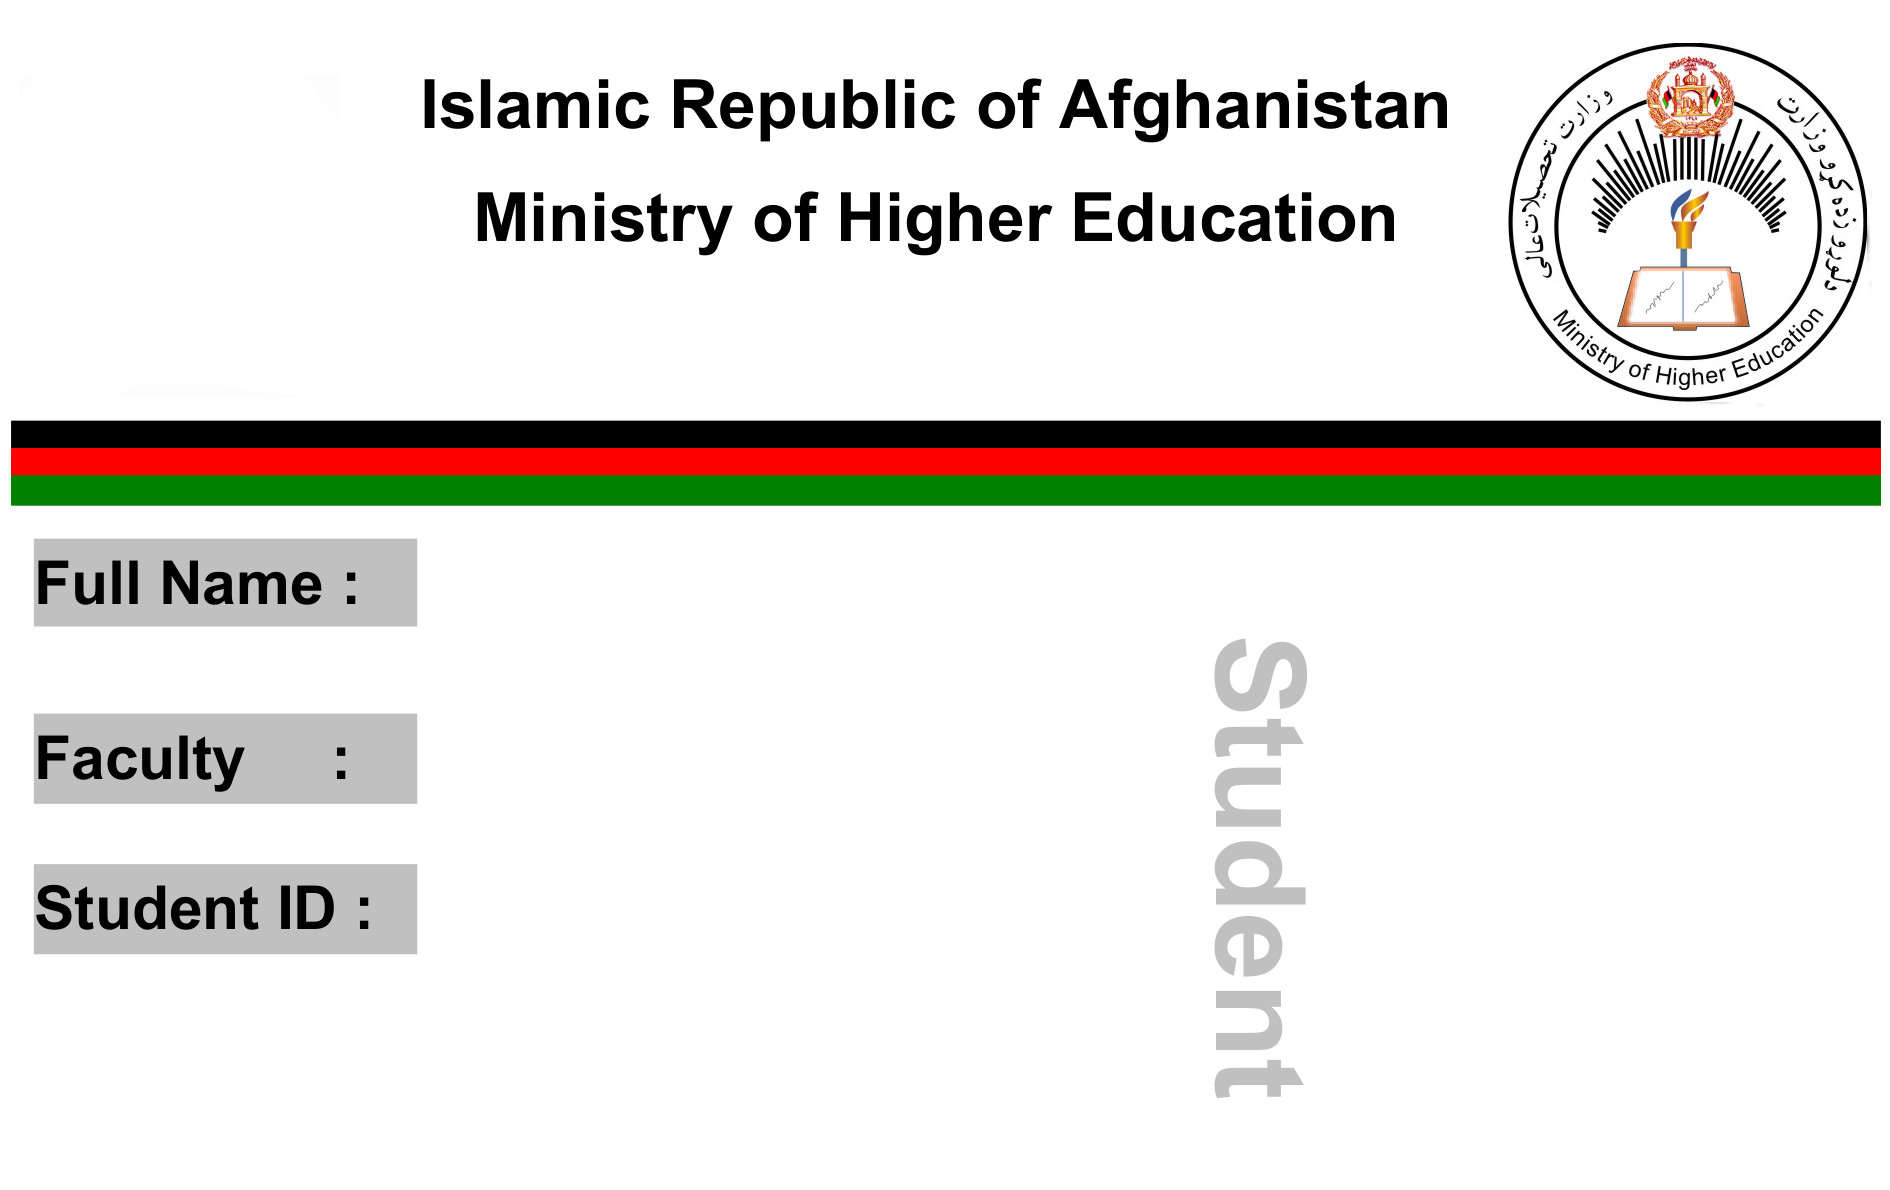 Islamic Republic of Afghanistan
Ministry of Higher Education
وزارت تحصیلات عالی
دلوړو زده کړو وزارت
Ministry of Higher Education
Full Name :
Faculty :
Student ID :
Student